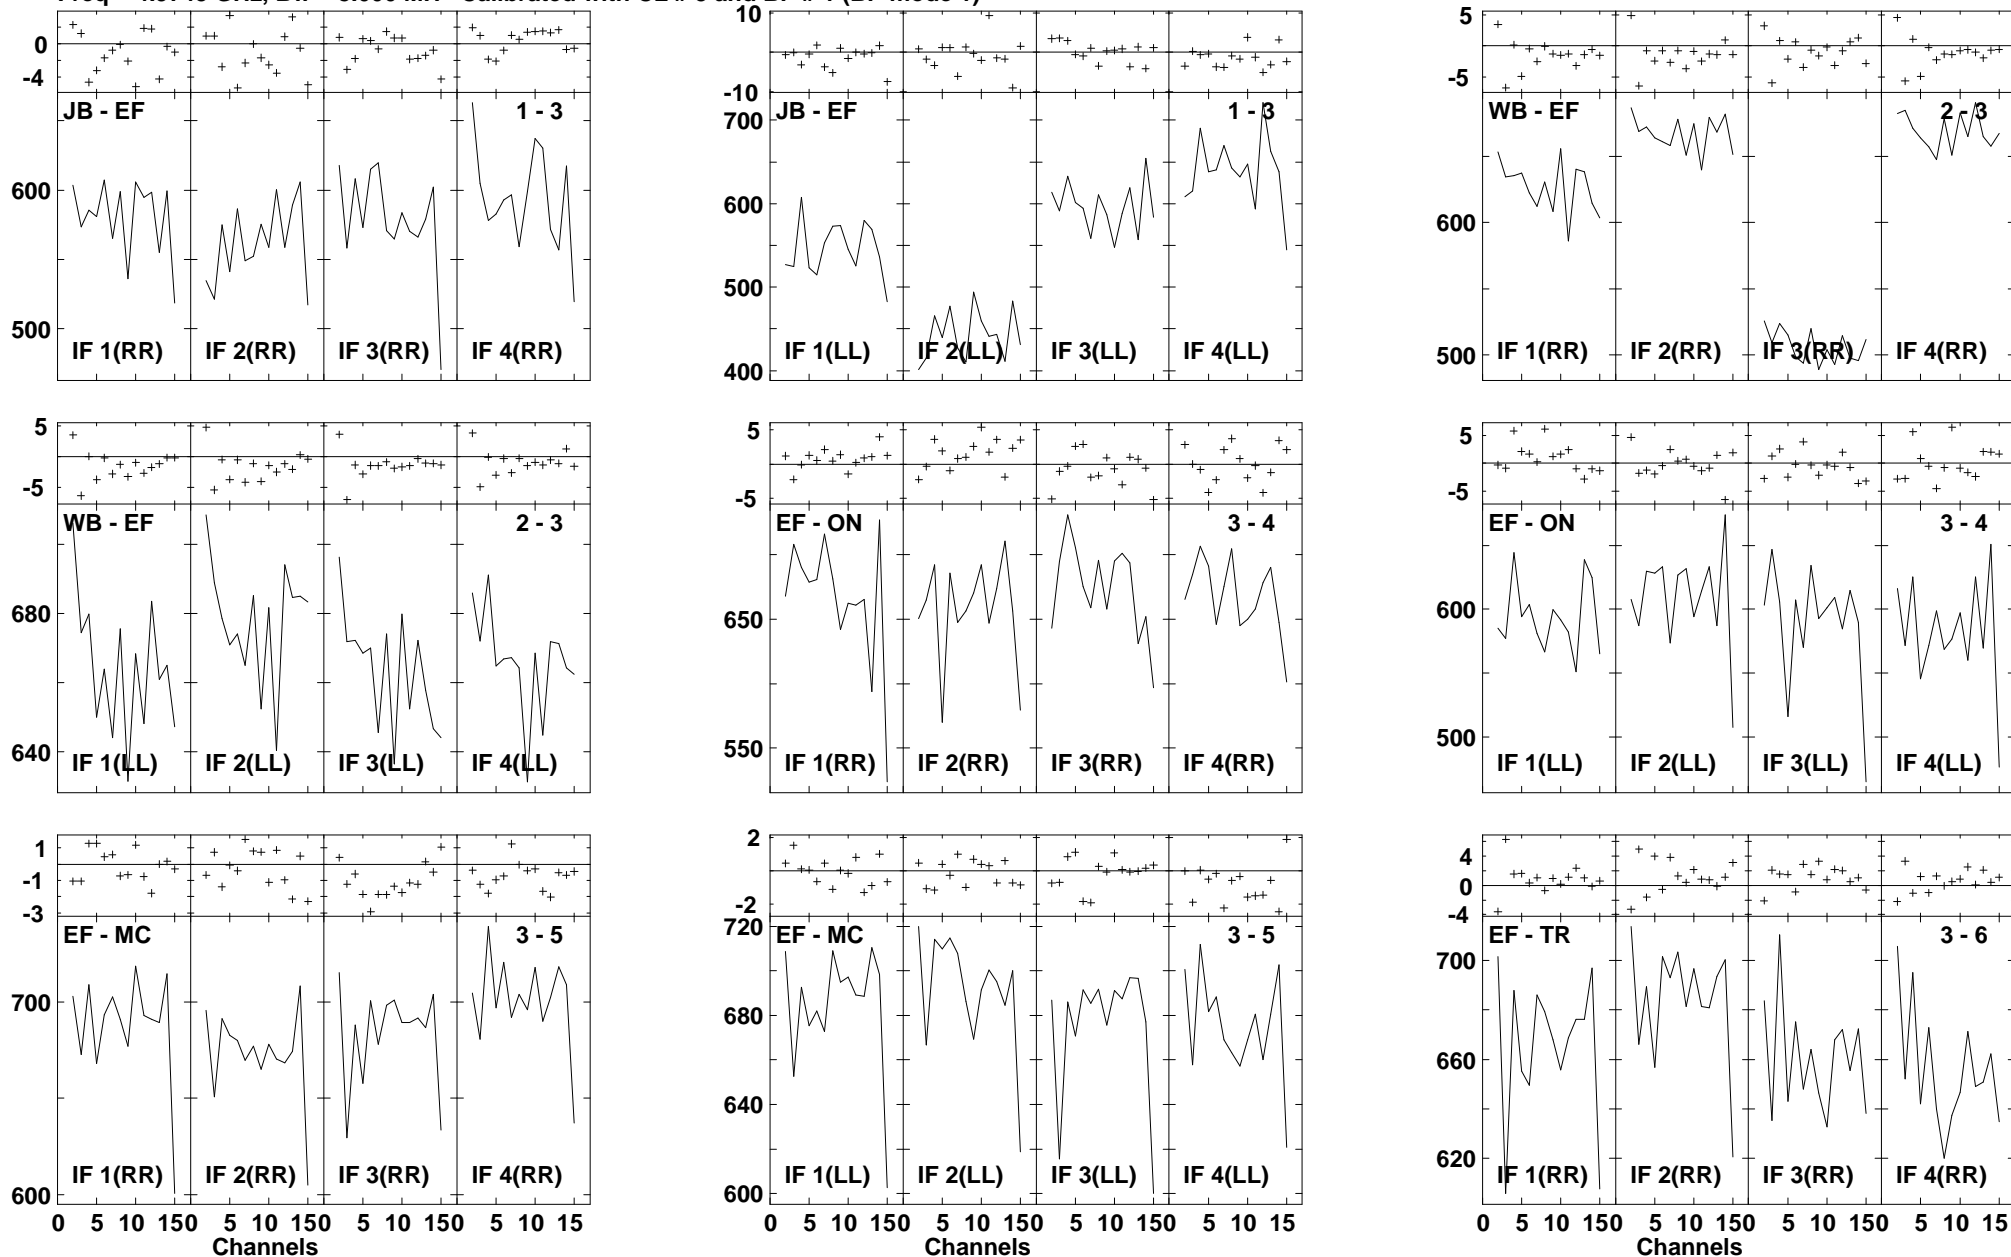 0
-4
JB - EF
1 - 3
600
500
IF 1(RR)
IF 2(RR)
IF 3(RR)
IF 4(RR)
10
-10
JB - EF
1 - 3
700
600
500
400
IF 1(LL)
IF 2(LL)
IF 3(LL)
IF 4(LL)
5
-5
WB - EF
2 - 3
600
500
IF 1(RR)
IF 2(RR)
IF 3(RR)
IF 4(RR)
5
-5
WB - EF
2 - 3
680
640
IF 1(LL)
IF 2(LL)
IF 3(LL)
IF 4(LL)
5
-5
EF - ON
3 - 4
650
550
IF 1(RR)
IF 2(RR)
IF 3(RR)
IF 4(RR)
5
-5
EF - ON
3 - 4
600
500
IF 1(LL)
IF 2(LL)
IF 3(LL)
IF 4(LL)
1
-1
-3
EF - MC
3 - 5
700
600
IF 1(RR)
IF 2(RR)
IF 3(RR)
IF 4(RR)
0 5 10 150 5 10 150 5 10 150 5 10 15
Channels
2
-2
EF - MC
3 - 5
720
680
640
600
IF 1(LL)
IF 2(LL)
IF 3(LL)
IF 4(LL)
0 5 10 150 5 10 150 5 10 150 5 10 15
Channels
4
0
-4
EF - TR
3 - 6
700
660
620
IF 1(RR)
IF 2(RR)
IF 3(RR)
IF 4(RR)
0 5 10 150 5 10 150 5 10 150 5 10 15
Channels